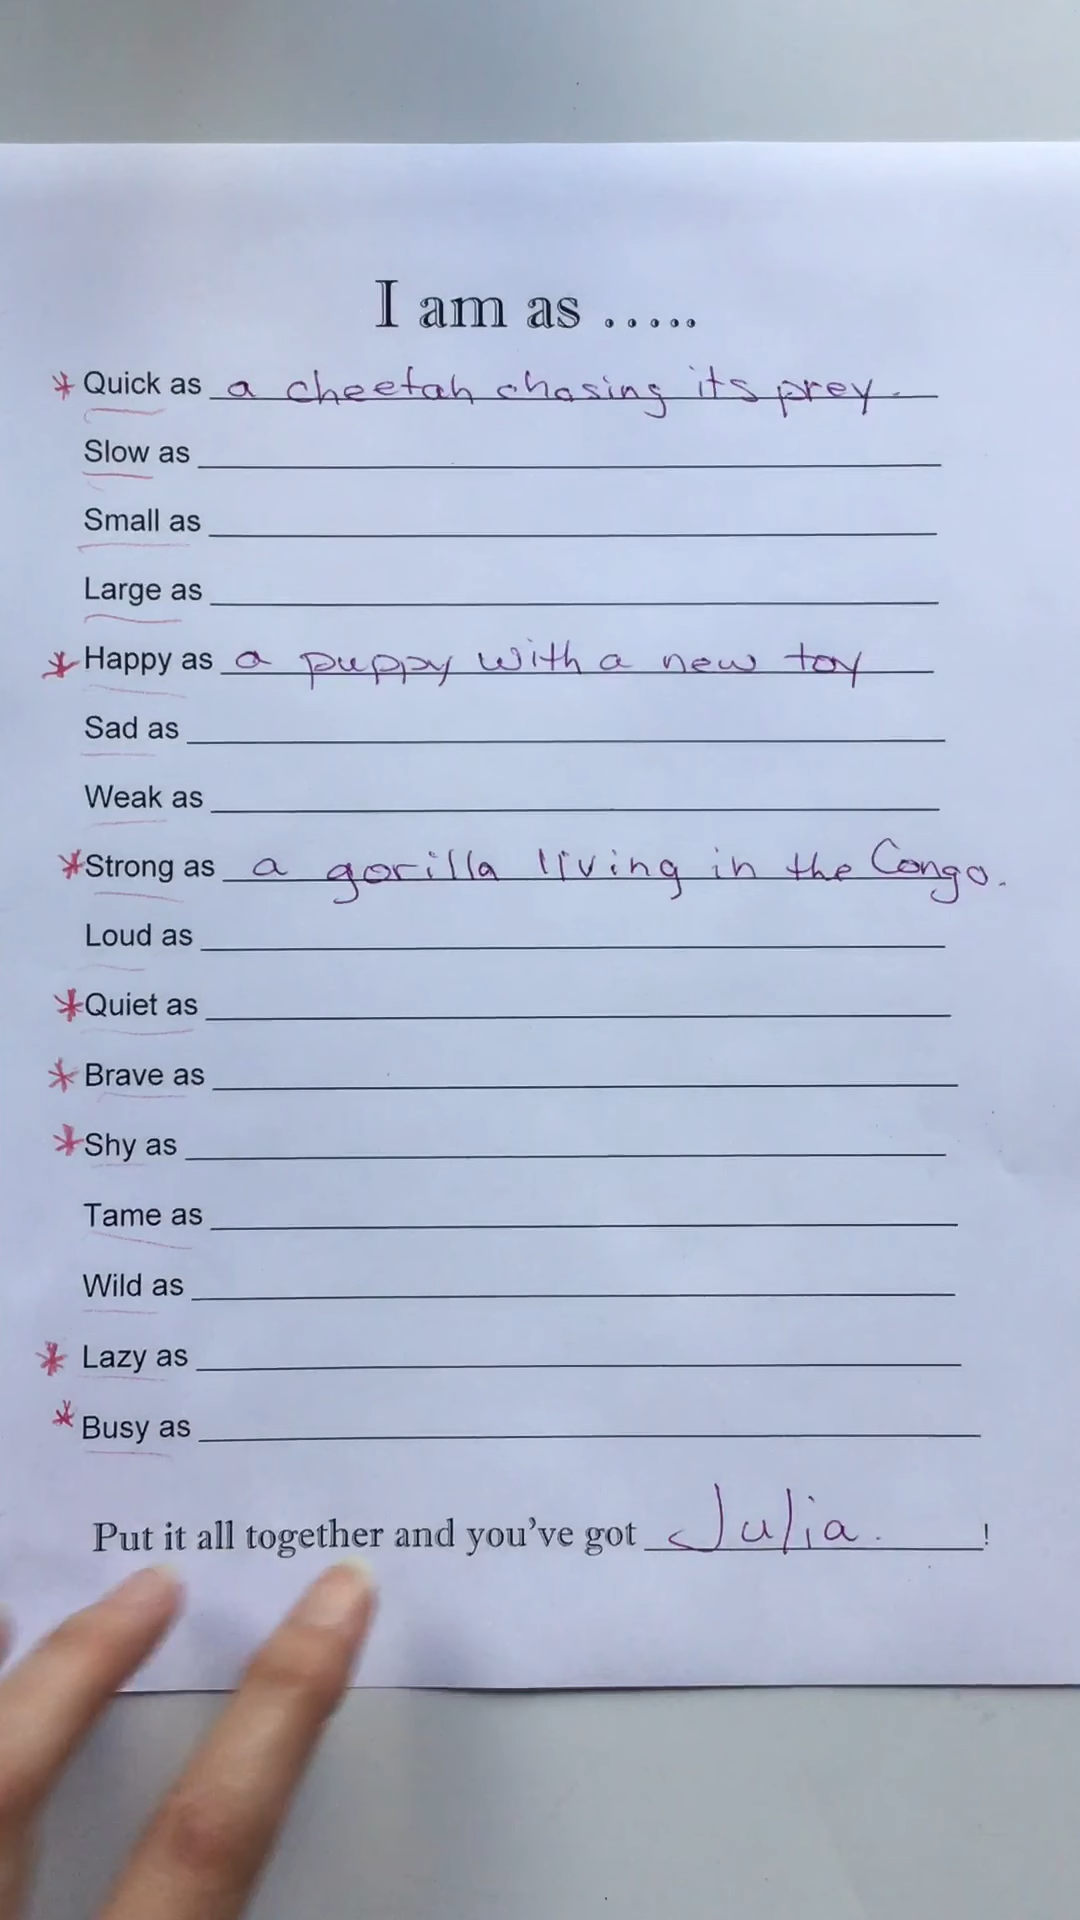 I am as .....
* Quick as a cheetah chasing its prey.
Slow as
Small as
Large as
* Happy as a puppy with a new toy
Sad as
Weak as
* Strong as a gorilla living in the Congo.
Loud as
* Quiet as
* Brave as
* Shy as
Tame as
Wild as
* Lazy as
* Busy as
Put it all together and you've got Julia. !